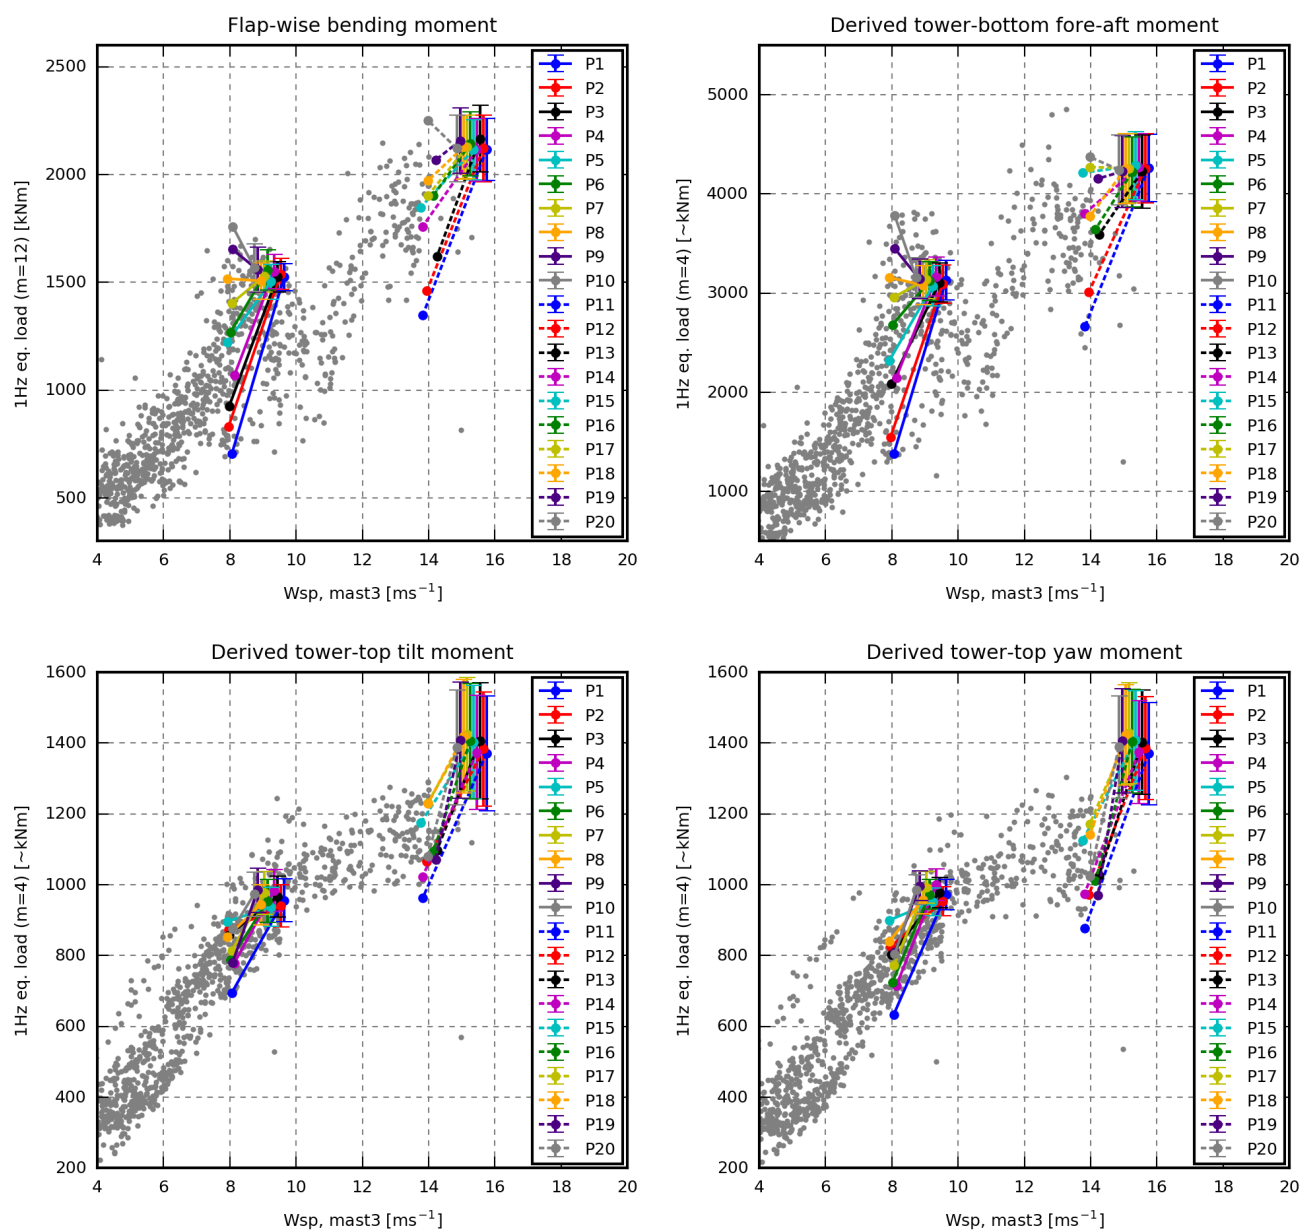 Flap-wise bending moment
2500
2000
1500
1000
500
1Hz eq. load (m=12) [kNm]
4 6 8 10 12 14 16 18 20
Wsp, mast3 [ms⁻¹]
P1
P2
P3
P4
P5
P6
P7
P8
P9
P10
P11
P12
P13
P14
P15
P16
P17
P18
P19
P20
Derived tower-bottom fore-aft moment
5000
4000
3000
2000
1000
1Hz eq. load (m=4) [~kNm]
4 6 8 10 12 14 16 18 20
Wsp, mast3 [ms⁻¹]
P1
P2
P3
P4
P5
P6
P7
P8
P9
P10
P11
P12
P13
P14
P15
P16
P17
P18
P19
P20
Derived tower-top tilt moment
1600
1400
1200
1000
800
600
400
200
1Hz eq. load (m=4) [~kNm]
4 6 8 10 12 14 16 18 20
Wsp, mast3 [ms⁻¹]
P1
P2
P3
P4
P5
P6
P7
P8
P9
P10
P11
P12
P13
P14
P15
P16
P17
P18
P19
P20
Derived tower-top yaw moment
1600
1400
1200
1000
800
600
400
200
1Hz eq. load (m=4) [~kNm]
4 6 8 10 12 14 16 18 20
Wsp, mast3 [ms⁻¹]
P1
P2
P3
P4
P5
P6
P7
P8
P9
P10
P11
P12
P13
P14
P15
P16
P17
P18
P19
P20